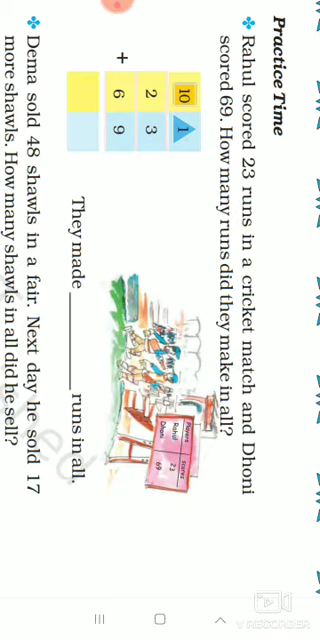 Practice Time
❖ Rahul scored 23 runs in a cricket match and Dhoni
scored 69. How many runs did they make in all?
10 1
2 3
+ 6 9
Players scores
Rahul 23
Dhoni 69
They made ________ runs in all.
❖ Dema sold 48 shawls in a fair. Next day he sold 17
more shawls. How many shawls in all did he sell?
V RECORDER